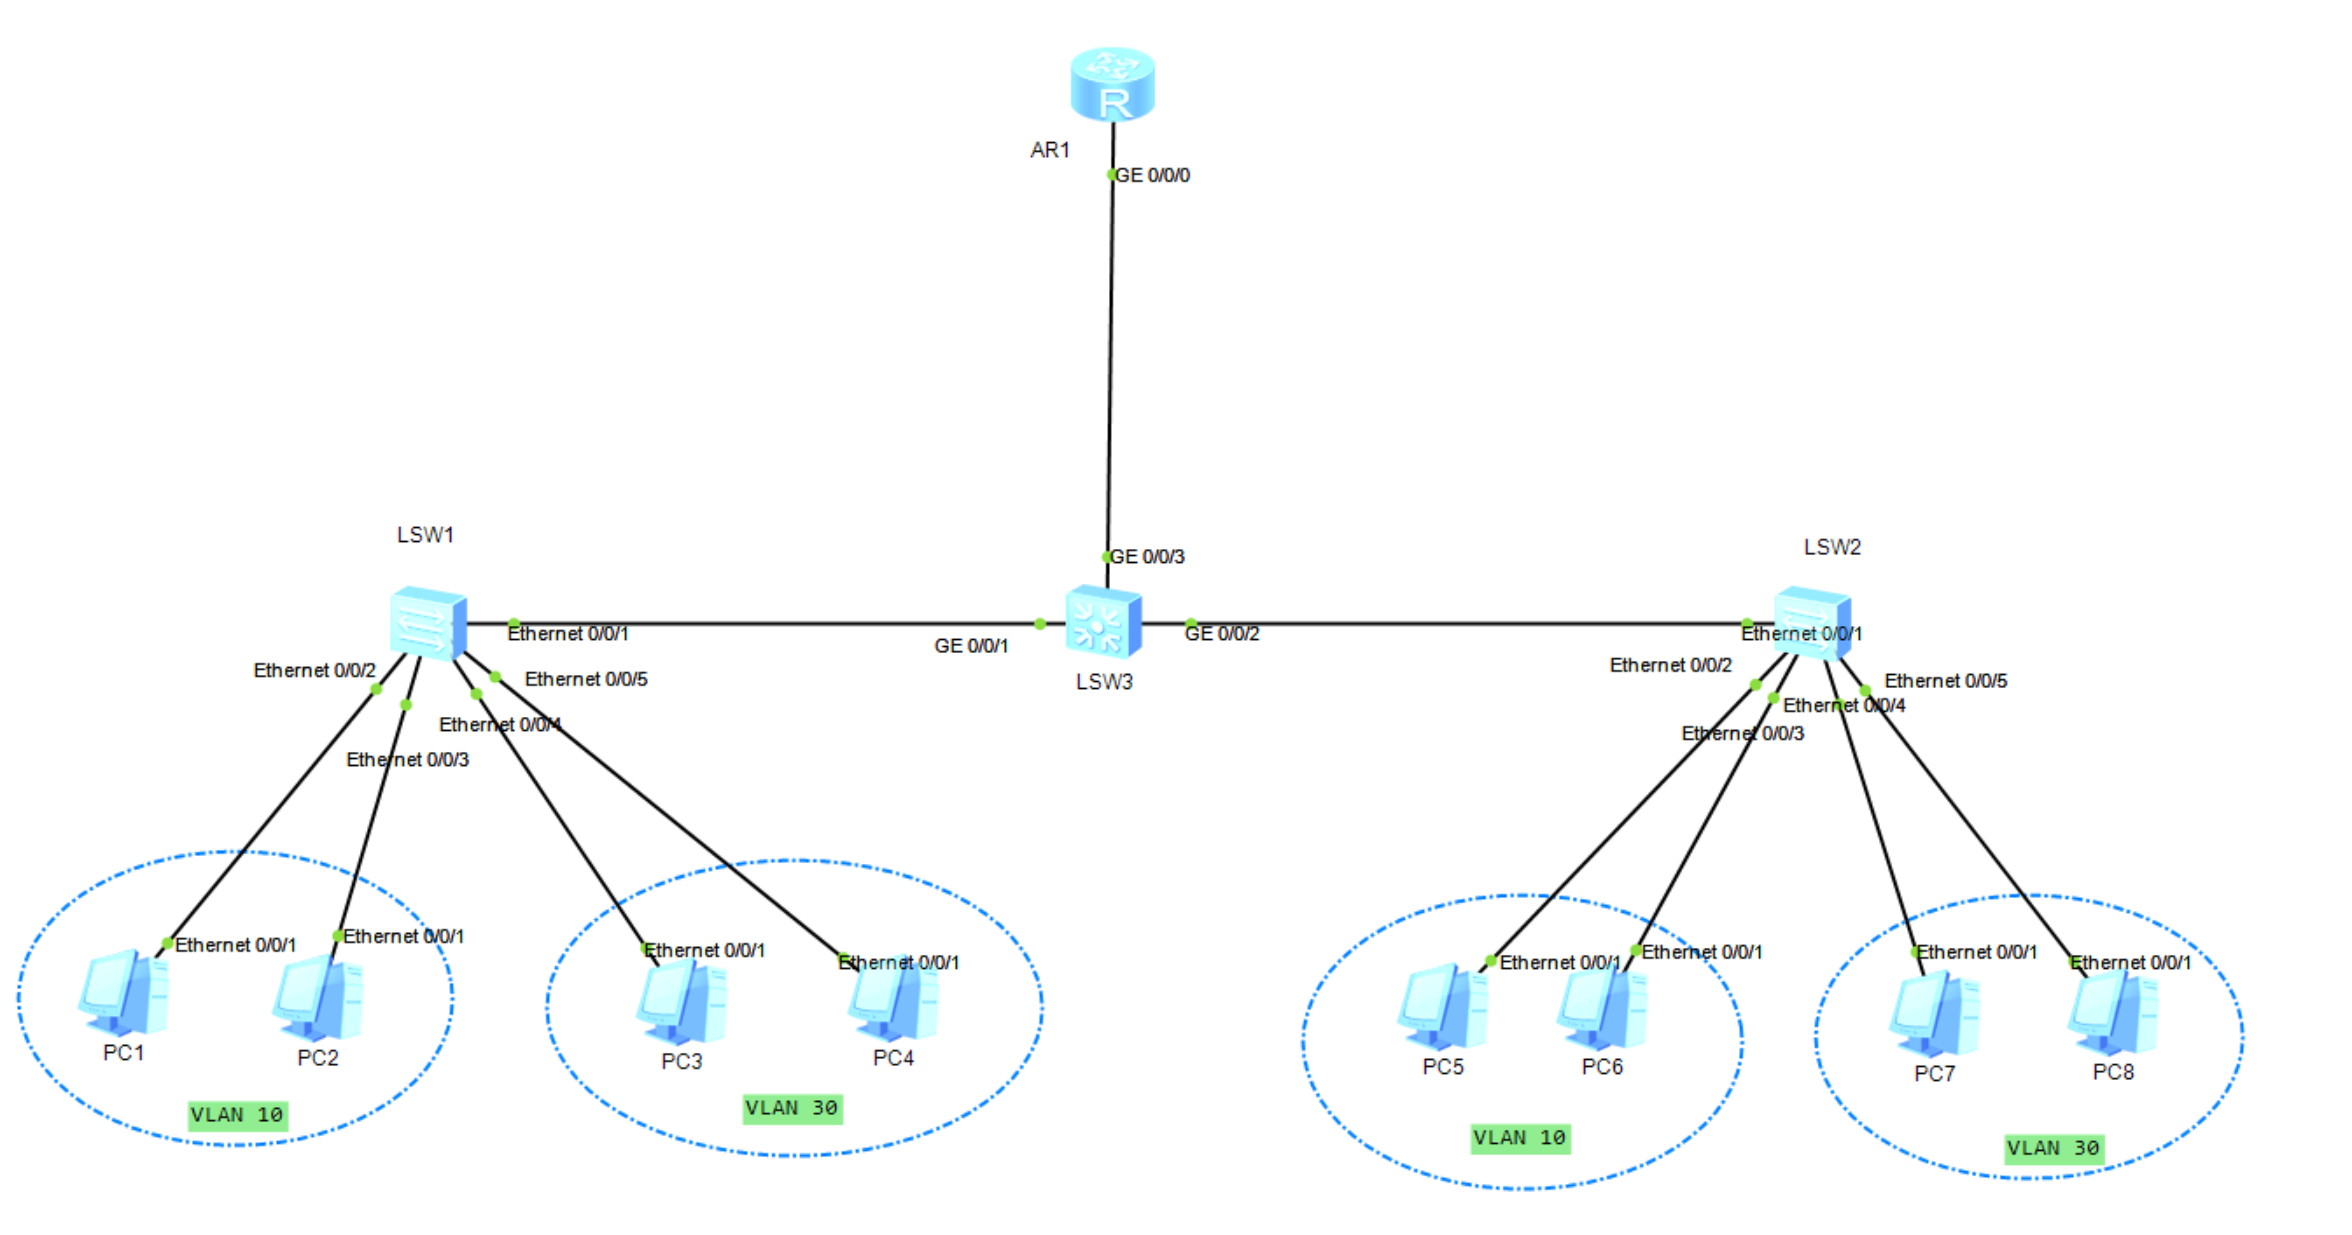 R
AR1
GE 0/0/0
LSW1
LSW2
GE 0/0/3
Ethernet 0/0/1
GE 0/0/1
GE 0/0/2
Ethernet 0/0/1
LSW3
Ethernet 0/0/2
Ethernet 0/0/5
Ethernet 0/0/4
Ethernet 0/0/3
Ethernet 0/0/2
Ethernet 0/0/5
Ethernet 0/0/4
Ethernet 0/0/3
Ethernet 0/0/1
Ethernet 0/0/1
Ethernet 0/0/1
Ethernet 0/0/1
Ethernet 0/0/1
Ethernet 0/0/1
Ethernet 0/0/1
Ethernet 0/0/1
PC1
PC2
PC3
PC4
PC5
PC6
PC7
PC8
VLAN 10
VLAN 30
VLAN 10
VLAN 30